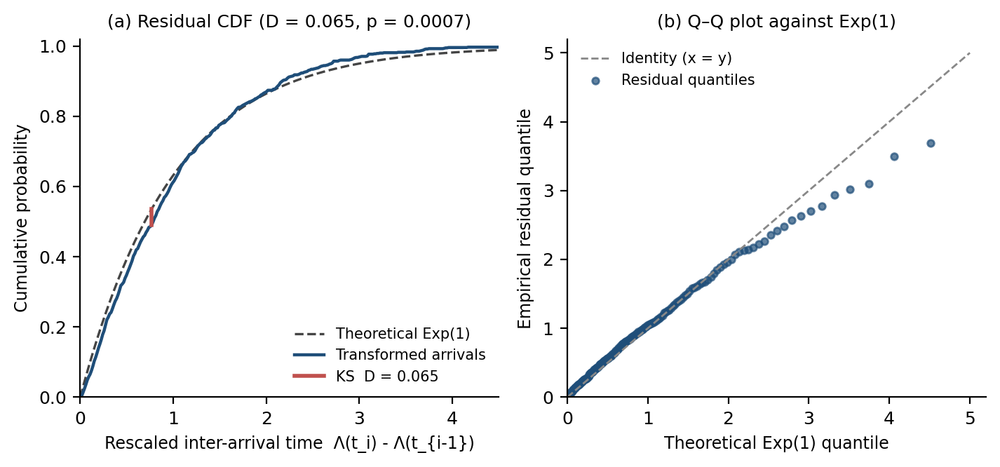 (a) Residual CDF (D = 0.065, p = 0.0007)
Cumulative probability
1.0
0.8
0.6
0.4
0.2
0.0
0
1
2
3
4
Theoretical Exp(1)
Transformed arrivals
KS  D = 0.065
Rescaled inter-arrival time  Λ(t_i) - Λ(t_{i-1})
(b) Q–Q plot against Exp(1)
Empirical residual quantile
5
4
3
2
1
0
0
1
2
3
4
5
Identity (x = y)
Residual quantiles
Theoretical Exp(1) quantile